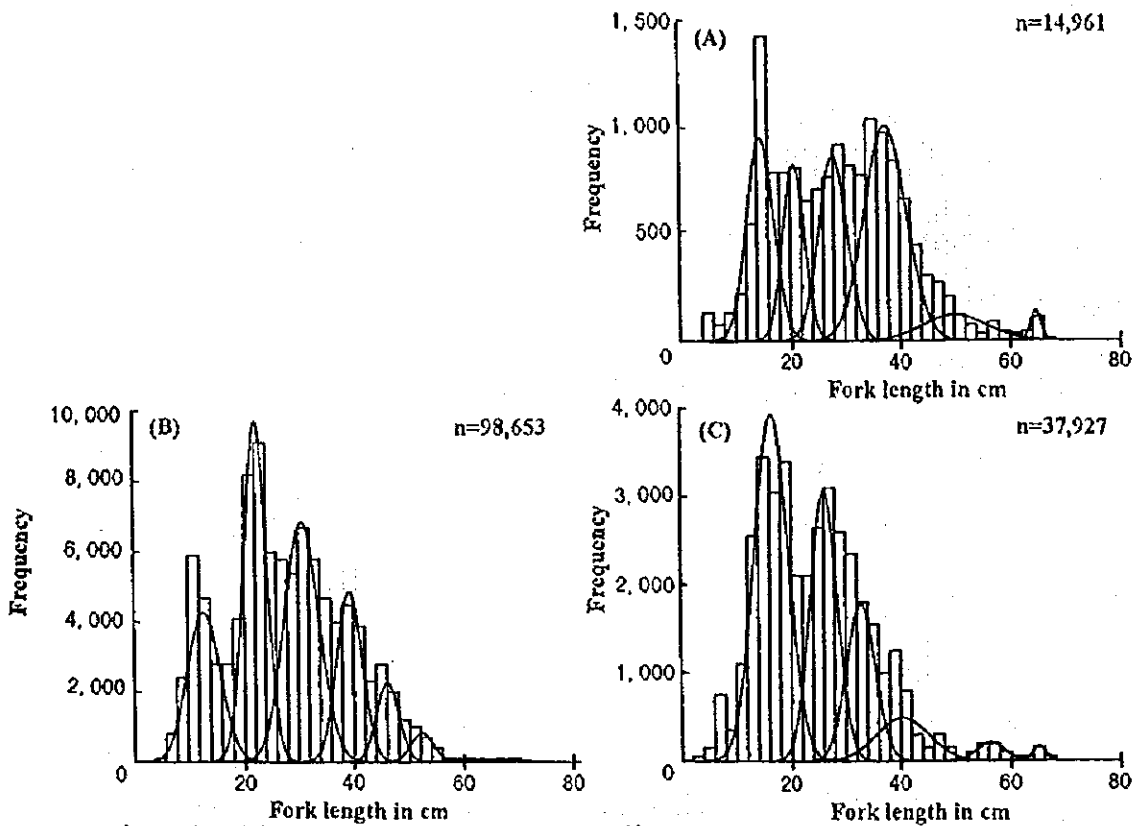 (A)
n=14,961
1,500
1,000
500
0
20
40
60
80
Frequency
Fork length in cm
(B)
n=98,653
10,000
8,000
6,000
4,000
2,000
0
20
40
60
80
Frequency
Fork length in cm
(C)
n=37,927
4,000
3,000
2,000
1,000
0
20
40
60
80
Frequency
Fork length in cm